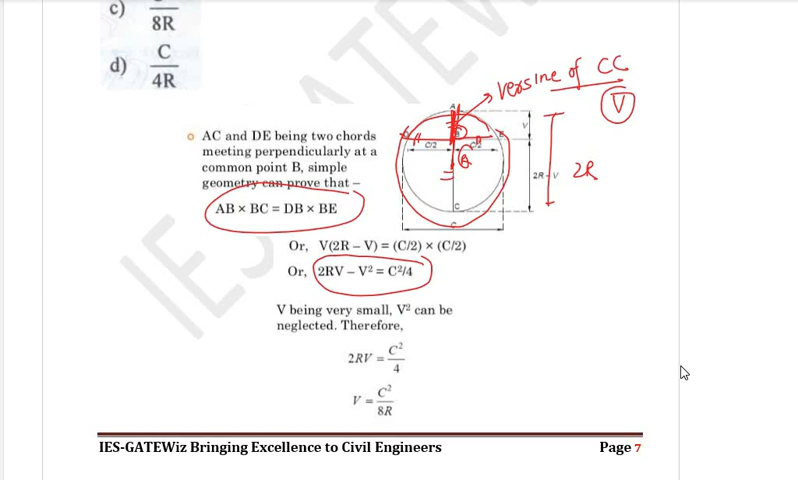 c)
8R
d) C
4R
versine of CC
V
AC and DE being two chords
meeting perpendicularly at a
common point B, simple
geometry can prove that –
AB × BC = DB × BE
A
V
C/2
2R - V
2R
C
C
Or, V(2R – V) = (C/2) × (C/2)
Or, 2RV – V² = C²/4
V being very small, V² can be
neglected. Therefore,
2RV = C²/4
V = C²/8R
IES-GATEWiz Bringing Excellence to Civil Engineers Page 7
IES-GATEWiz